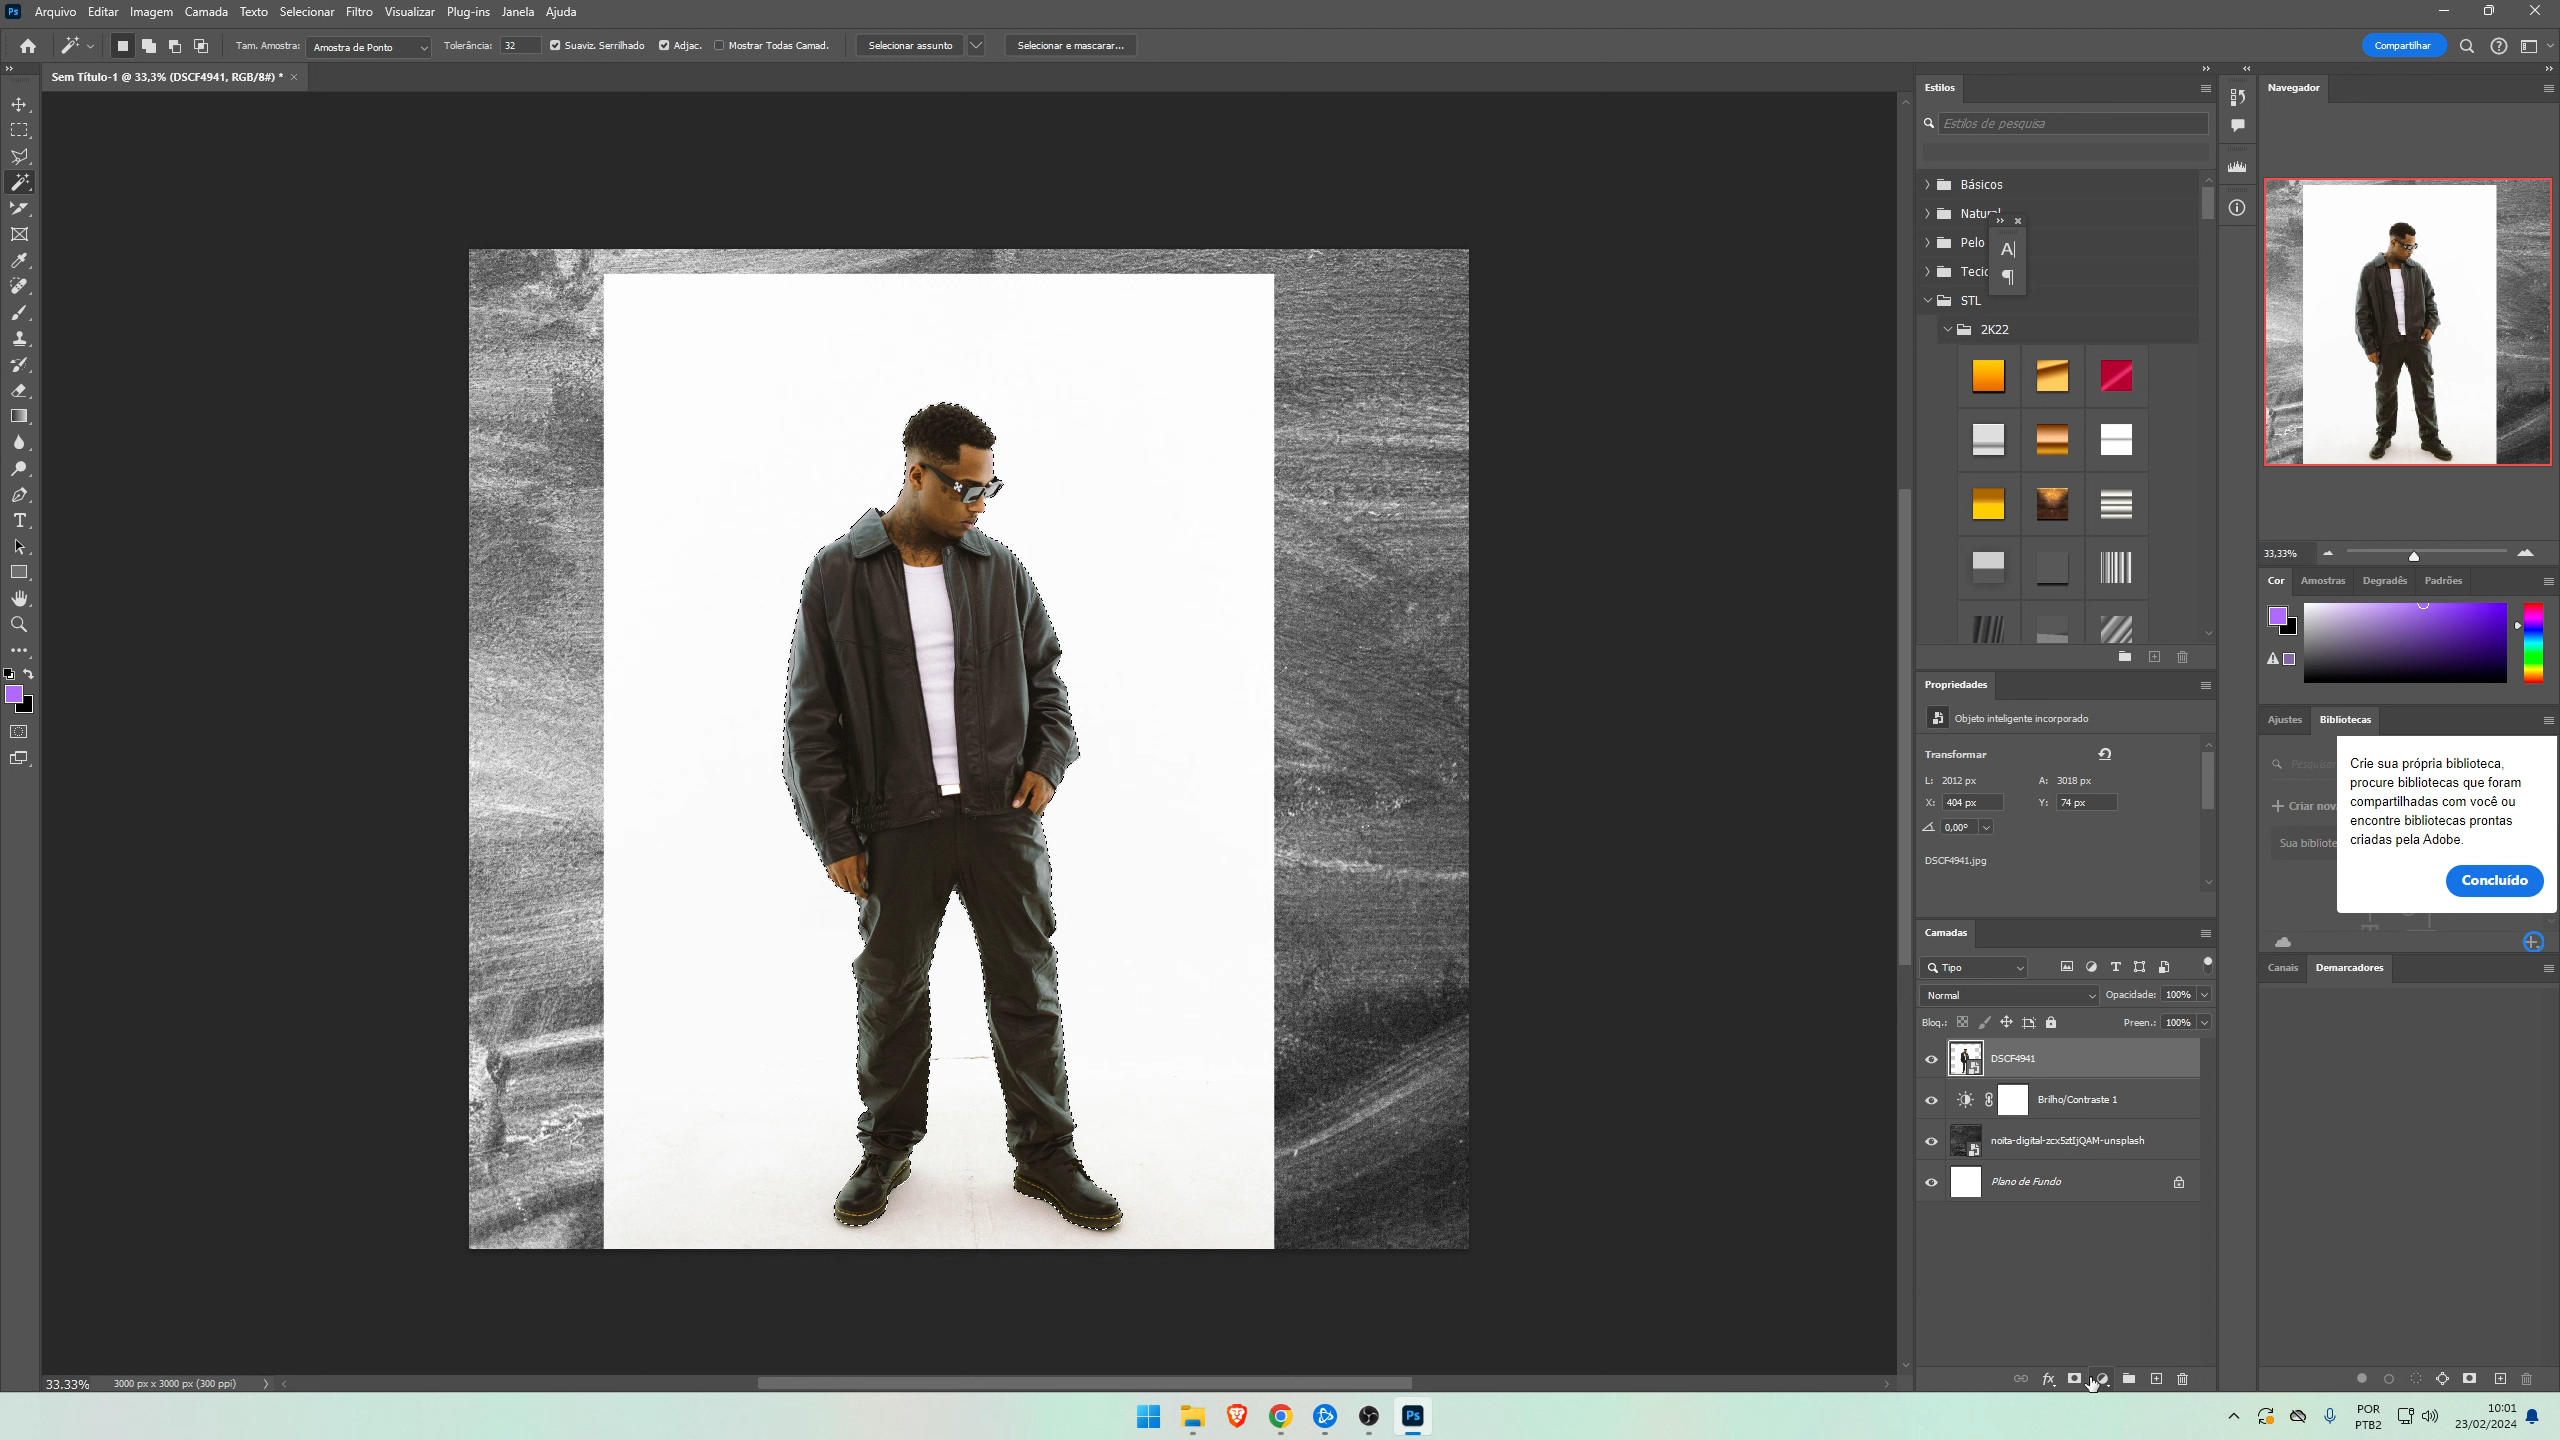 Ps Arquivo Editar Imagem Camada Texto Selecionar Filtro Visualizar Plug-ins Janela Ajuda
Tam. Amostra: Amostra de Ponto Tolerância: 32 Suaviz. Serrilhado Adjac. Mostrar Todas Camad. Selecionar assunto Selecionar e mascarar... Compartilhar
Sem Título-1 @ 33,3% (DSCF4941, RGB/8#) *
Estilos
Estilos de pesquisa
Básicos
Natural
Pelo
STL
2K22
Navegador
33,33%
Cor Amostras Degradês Padrões
Propriedades
Objeto inteligente incorporado
Transformar
L: 2012 px A: 3018 px
X: 404 px Y: 74 px
0,00°
DSCF4941.jpg
Ajustes Bibliotecas
Crie sua própria biblioteca,
procure bibliotecas que foram
compartilhadas com você ou
encontre bibliotecas prontas
criadas pela Adobe.
Concluído
Camadas
Tipo
Normal Opacidade: 100%
Bloq.: Preen.: 100%
DSCF4941
Brilho/Contraste 1
noita-digital-zcx5ztIjQAM-unsplash
Plano de Fundo
Canais Demarcadores
33.33% 3000 px x 3000 px (300 ppi)
Ps
POR
PTB2
10:01
23/02/2024